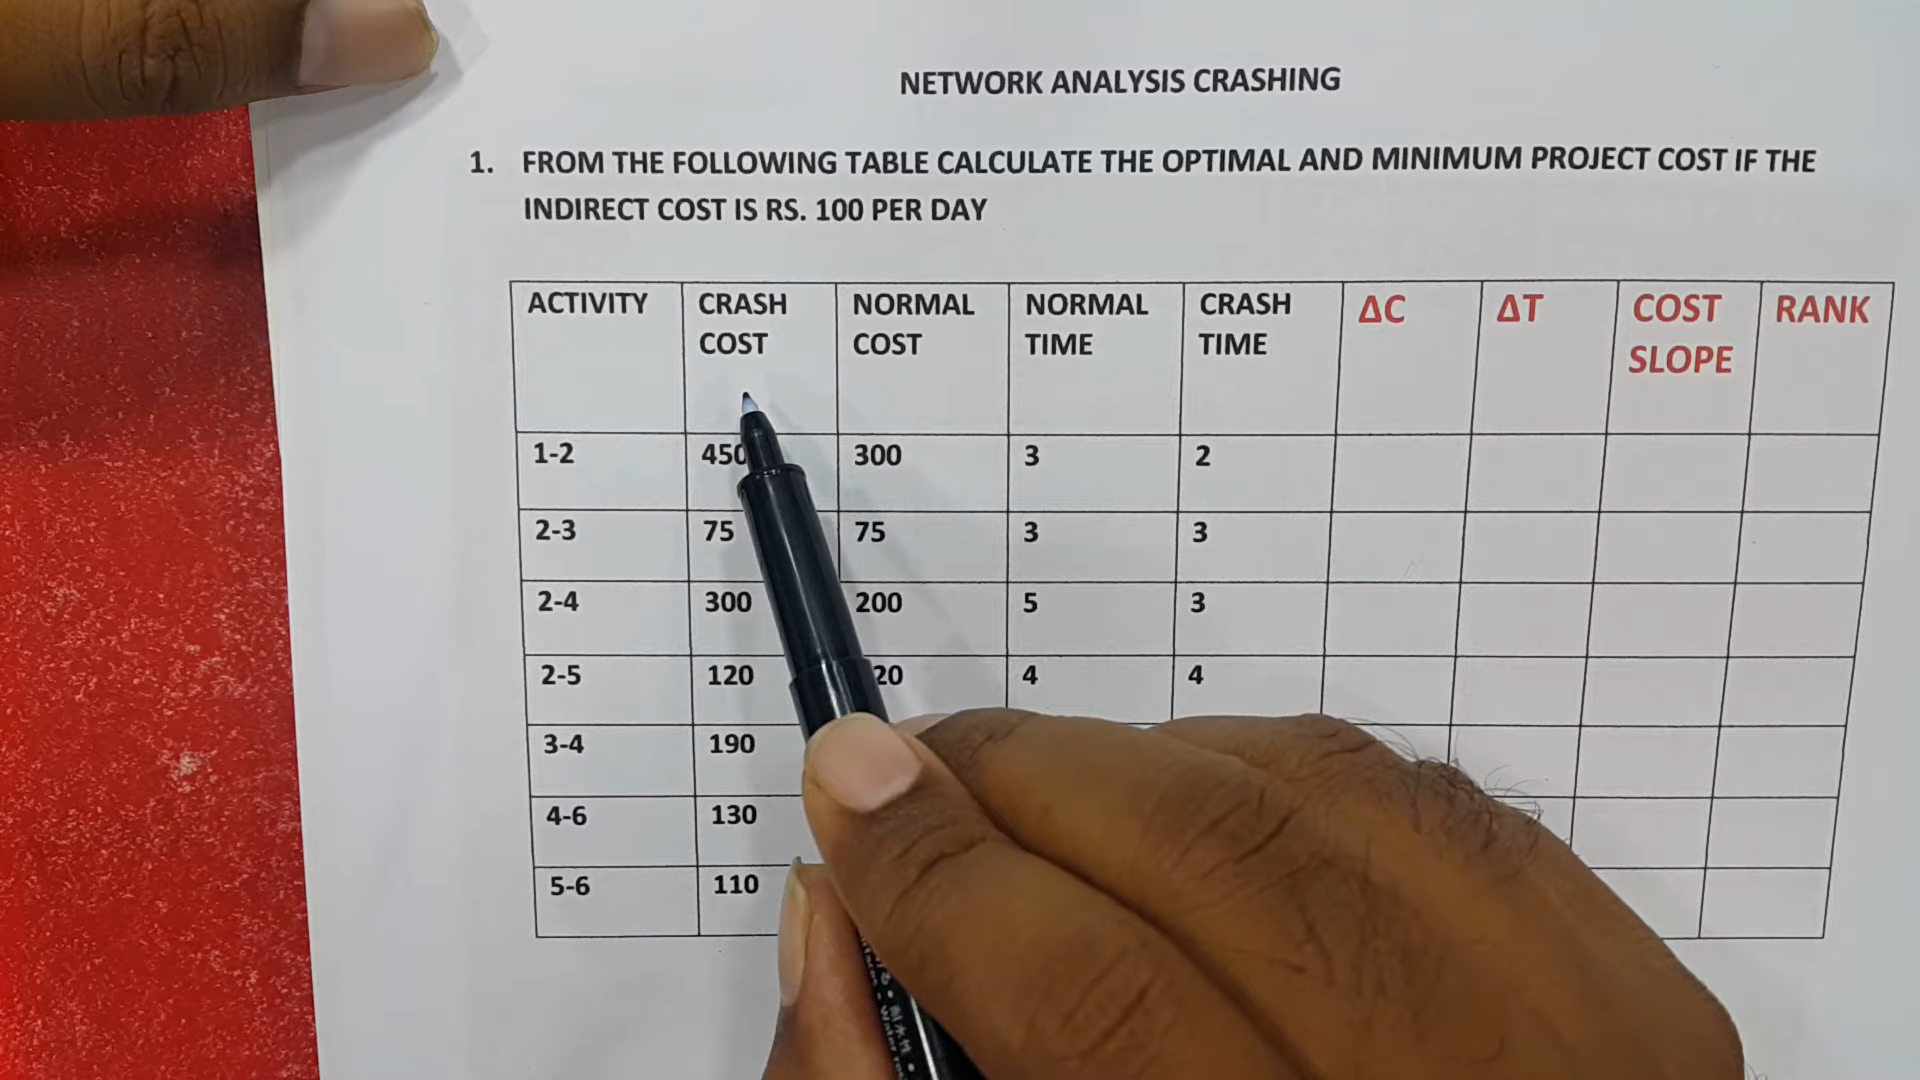 NETWORK ANALYSIS CRASHING
1. FROM THE FOLLOWING TABLE CALCULATE THE OPTIMAL AND MINIMUM PROJECT COST IF THE
INDIRECT COST IS RS. 100 PER DAY
ACTIVITY CRASH COST NORMAL COST NORMAL TIME CRASH TIME ΔC ΔT COST SLOPE RANK
1-2 450 300 3 2
2-3 75 75 3 3
2-4 300 200 5 3
2-5 120 20 4 4
3-4 190
4-6 130
5-6 110